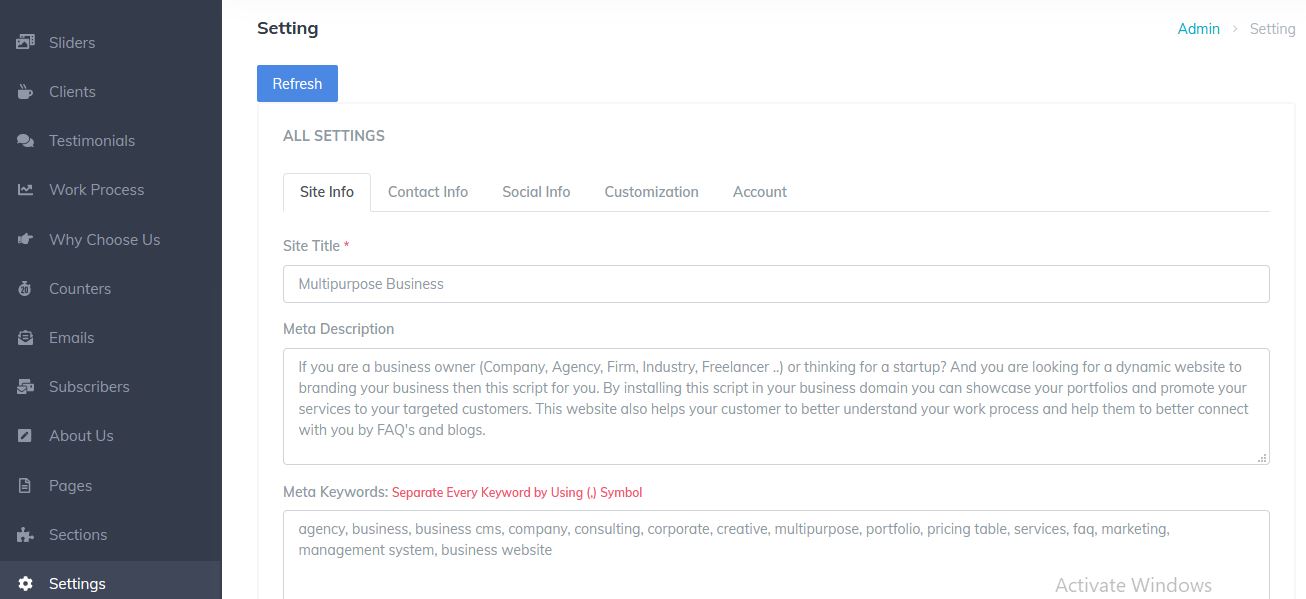 Sliders
Clients
Testimonials
Work Process
Why Choose Us
Counters
Emails
Subscribers
About Us
Pages
Sections
Settings
Setting
Admin > Setting
Refresh
ALL SETTINGS
Site Info Contact Info Social Info Customization Account
Site Title *
Multipurpose Business
Meta Description
If you are a business owner (Company, Agency, Firm, Industry, Freelancer ..) or thinking for a startup? And you are looking for a dynamic website to
branding your business then this script for you. By installing this script in your business domain you can showcase your portfolios and promote your
services to your targeted customers. This website also helps your customer to better understand your work process and help them to better connect
with you by FAQ's and blogs.
Meta Keywords: Separate Every Keyword by Using (,) Symbol
agency, business, business cms, company, consulting, corporate, creative, multipurpose, portfolio, pricing table, services, faq, marketing,
management system, business website
Activate Windows